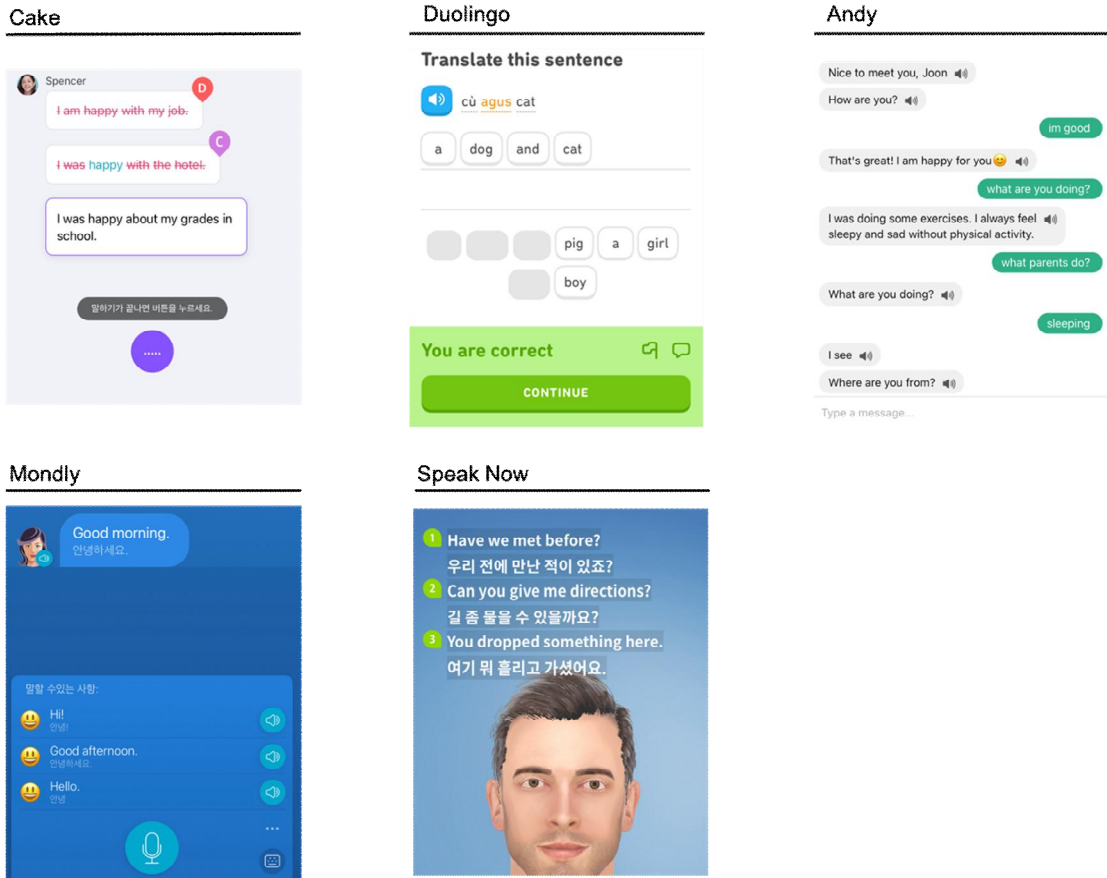 Cake
Spencer
D
I am happy with my job.
C
I was happy with the hotel.
I was happy about my grades in
school.
말하기가 끝나면 버튼을 누르세요.
.....
Duolingo
Translate this sentence
cù agus cat
a dog and cat
pig a girl
boy
You are correct
CONTINUE
Andy
Nice to meet you, Joon
How are you?
im good
That's great! I am happy for you😊
what are you doing?
I was doing some exercises. I always feel
sleepy and sad without physical activity.
what parents do?
What are you doing?
sleeping
I see
Where are you from?
Type a message...
Mondly
Good morning.
안녕하세요.
말할 수있는 사항:
Hi!
안녕!
Good afternoon.
안녕하세요.
Hello.
안녕
...
Speak Now
1 Have we met before?
우리 전에 만난 적이 있죠?
2 Can you give me directions?
길 좀 물을 수 있을까요?
3 You dropped something here.
여기 뭐 흘리고 가셨어요.